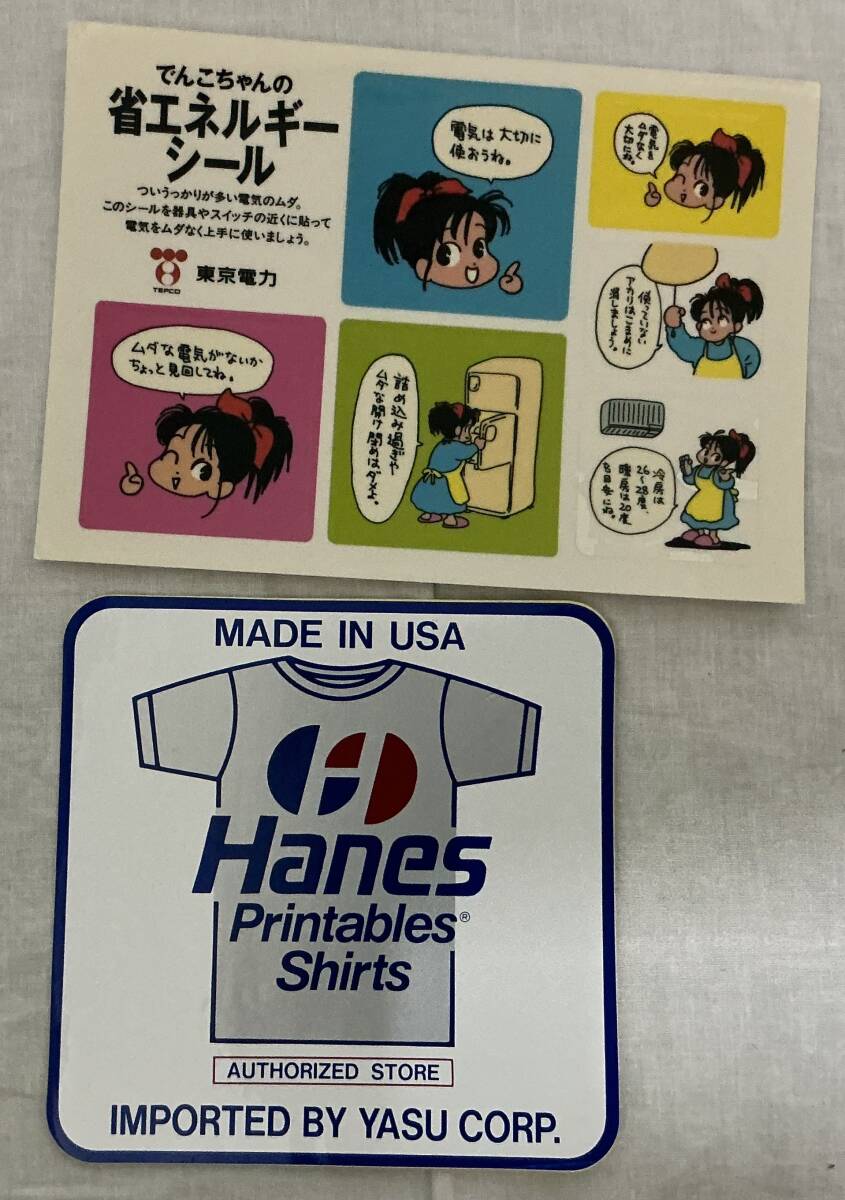 でんこちゃんの
省エネルギー
シール
ついうっかりが多い電気のムダ。
このシールを器具やスイッチの近くに貼って
電気をムダなく上手に使いましょう。
TEPCO
東京電力
電気は大切に
使おうね。
電気を
ムダなく
大切にね。
使っていない
アカリはこまめに
消しましょう。
ムダな電気がないか
ちょっと見回してね。
詰め込み過ぎや
ムダな開け閉めはダメよ。
冷房は
26〜28度、
暖房は20度
を目安にね。
MADE IN USA
Hanes
Printables®
Shirts
AUTHORIZED STORE
IMPORTED BY YASU CORP.